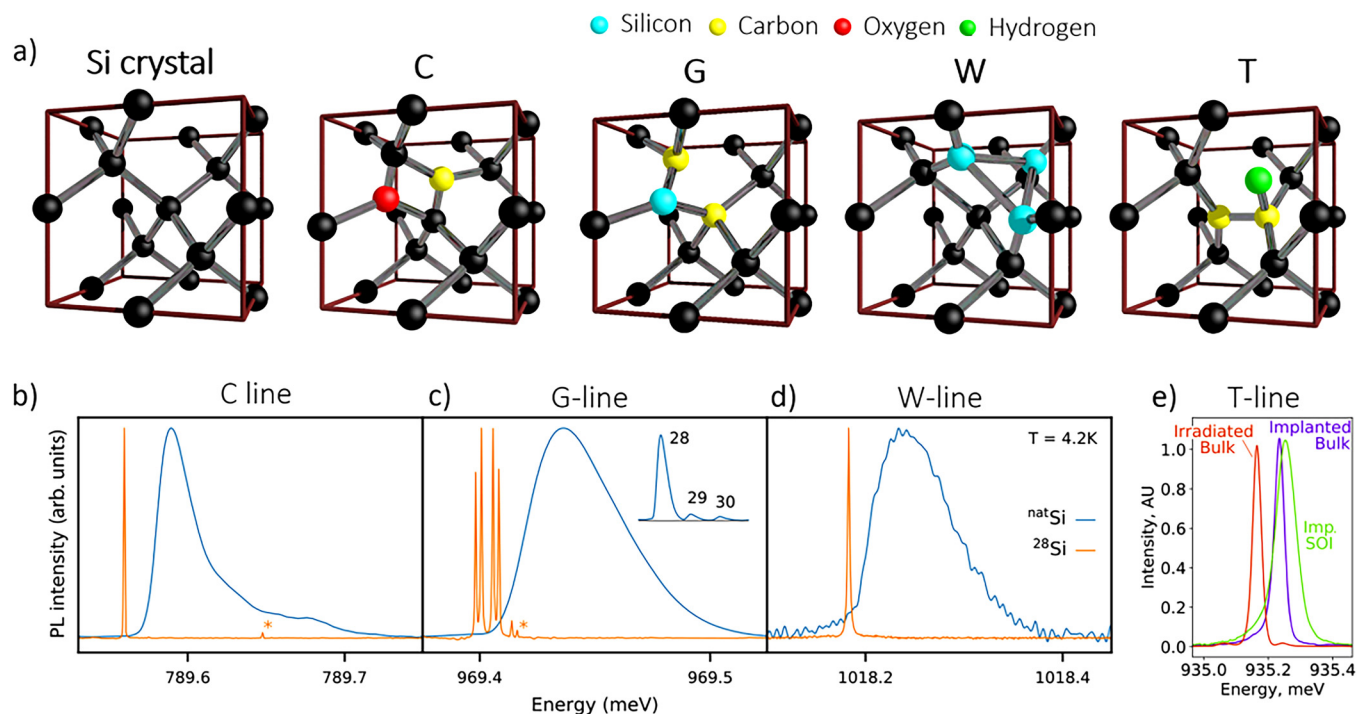 Silicon Carbon Oxygen Hydrogen
a)
Si crystal C G W T
b) C line c) G-line d) W-line e) T-line
PL intensity (arb. units)
*
789.6 789.7
28
29
30
*
969.4 969.5
T = 4.2K
natSi
28Si
1018.2 1018.4
Energy (meV)
Irradiated
Bulk
Implanted
Bulk
Imp.
SOI
Intensity, AU
1.0
0.8
0.6
0.4
0.2
0.0
935.0 935.2 935.4
Energy, meV